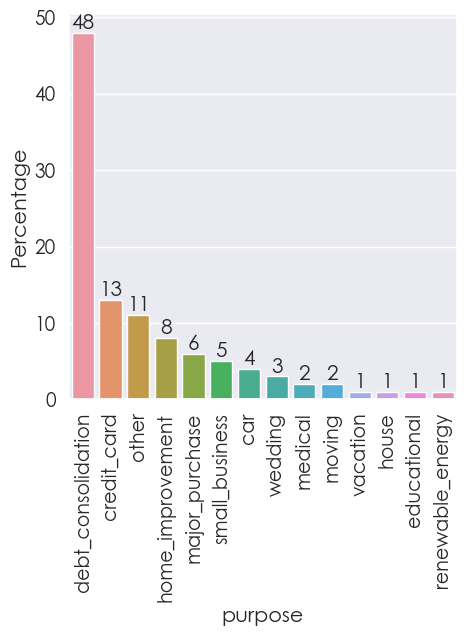 50
40
30
20
10
0
Percentage
48
13
11
8
6
5
4
3
2
2
1
1
1
1
debt_consolidation
credit_card
other
home_improvement
major_purchase
small_business
car
wedding
medical
moving
vacation
house
educational
renewable_energy
purpose